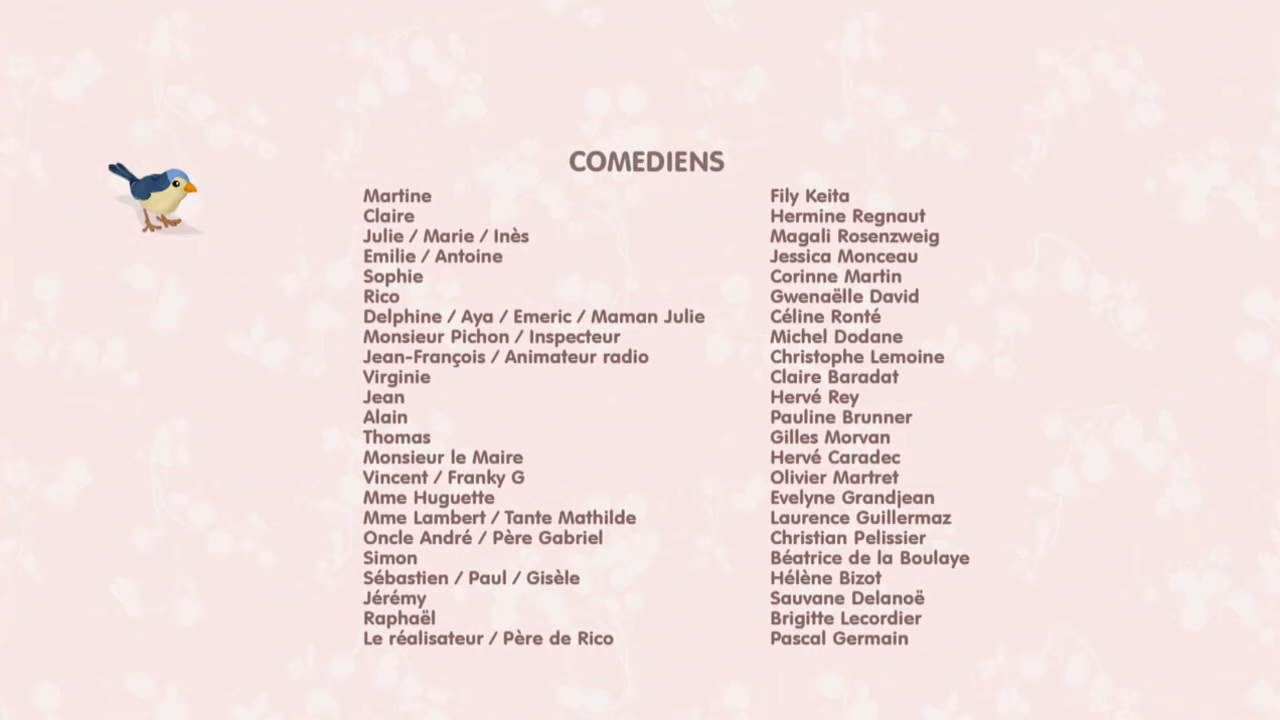 COMEDIENS
Martine Fily Keita
Claire Hermine Regnaut
Julie / Marie / Inès Magali Rosenzweig
Emilie / Antoine Jessica Monceau
Sophie Corinne Martin
Rico Gwenaëlle David
Delphine / Aya / Emeric / Maman Julie Céline Ronté
Monsieur Pichon / Inspecteur Michel Dodane
Jean-François / Animateur radio Christophe Lemoine
Virginie Claire Baradat
Jean Hervé Rey
Alain Pauline Brunner
Thomas Gilles Morvan
Monsieur le Maire Hervé Caradec
Vincent / Franky G Olivier Martret
Mme Huguette Evelyne Grandjean
Mme Lambert / Tante Mathilde Laurence Guillermaz
Oncle André / Père Gabriel Christian Pelissier
Simon Béatrice de la Boulaye
Sébastien / Paul / Gisèle Hélène Bizot
Jérémy Sauvane Delanoë
Raphaël Brigitte Lecordier
Le réalisateur / Père de Rico Pascal Germain